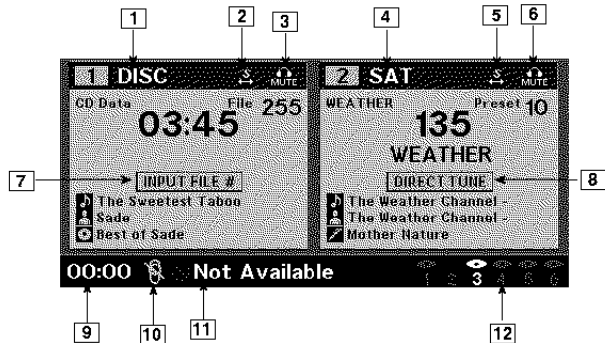 1 2 3 4 5 6
1 DISC S MUTE 2 SAT S MUTE
CD Data File 255 WEATHER Preset 10
03:45 135
WEATHER
7 INPUT FILE # DIRECT TUNE 8
The Sweetest Taboo The Weather Channel -
Sade The Weather Channel -
Best of Sade Mother Nature
00:00 Not Available 1 2 3 4 5 6
9 10 11 12